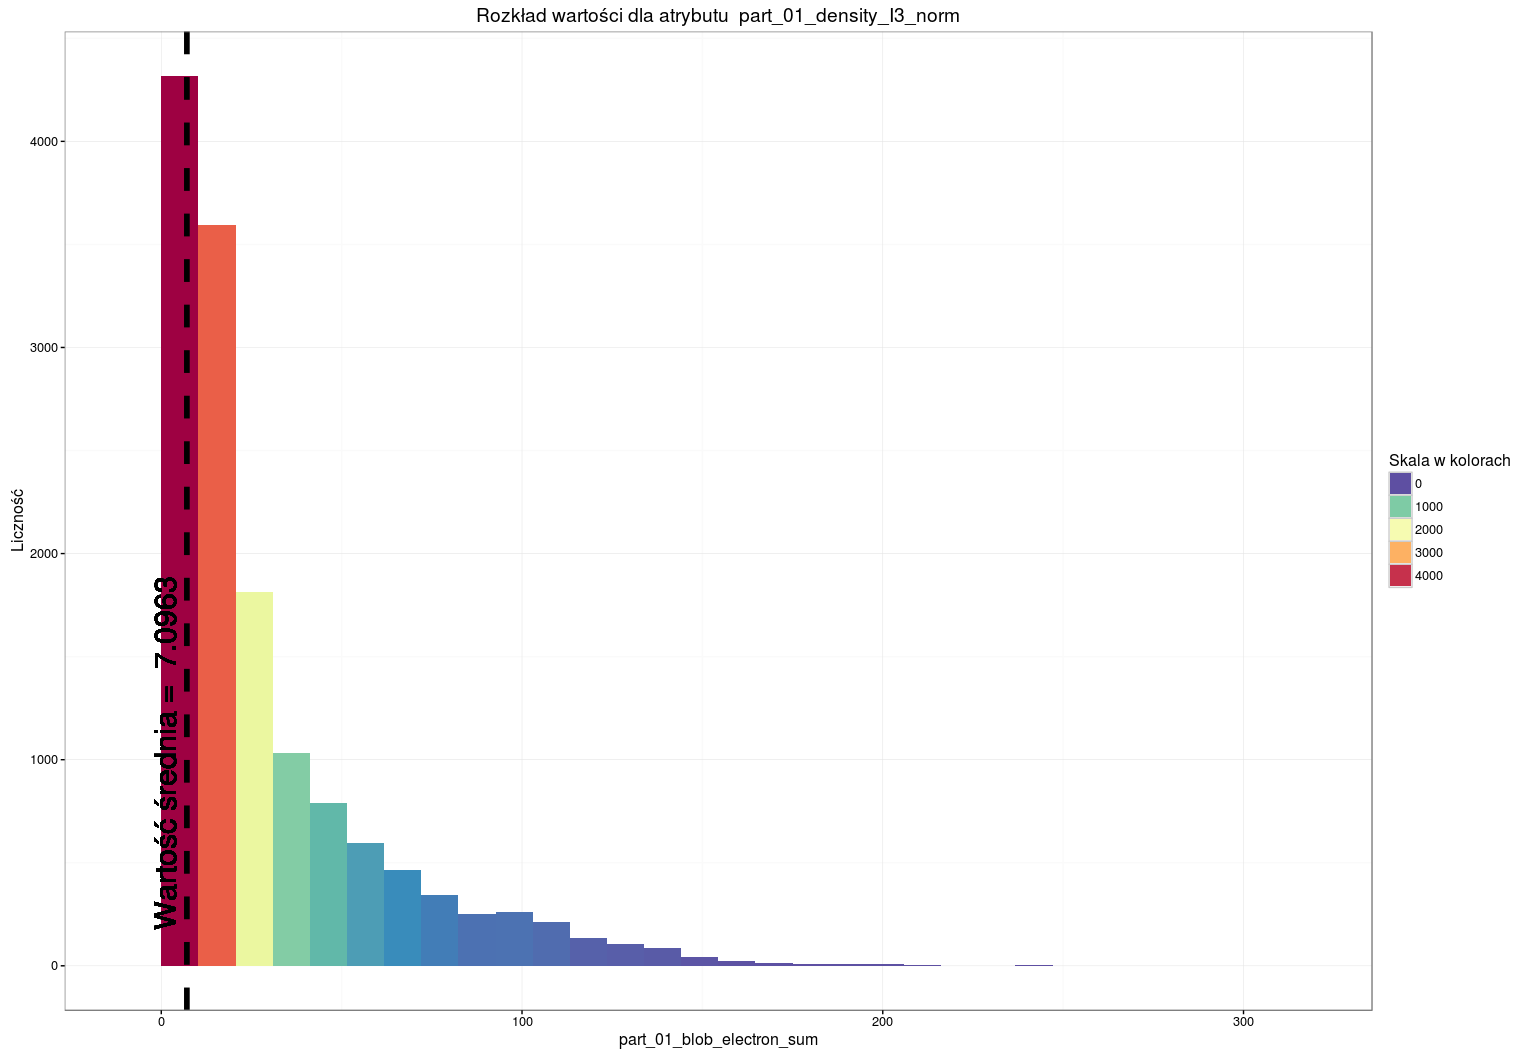 Rozkład wartości dla atrybutu  part_01_density_I3_norm
Liczność
4000
3000
2000
1000
0
Wartość średnia =  7.0963
0
100
200
300
part_01_blob_electron_sum
Skala w kolorach
0
1000
2000
3000
4000